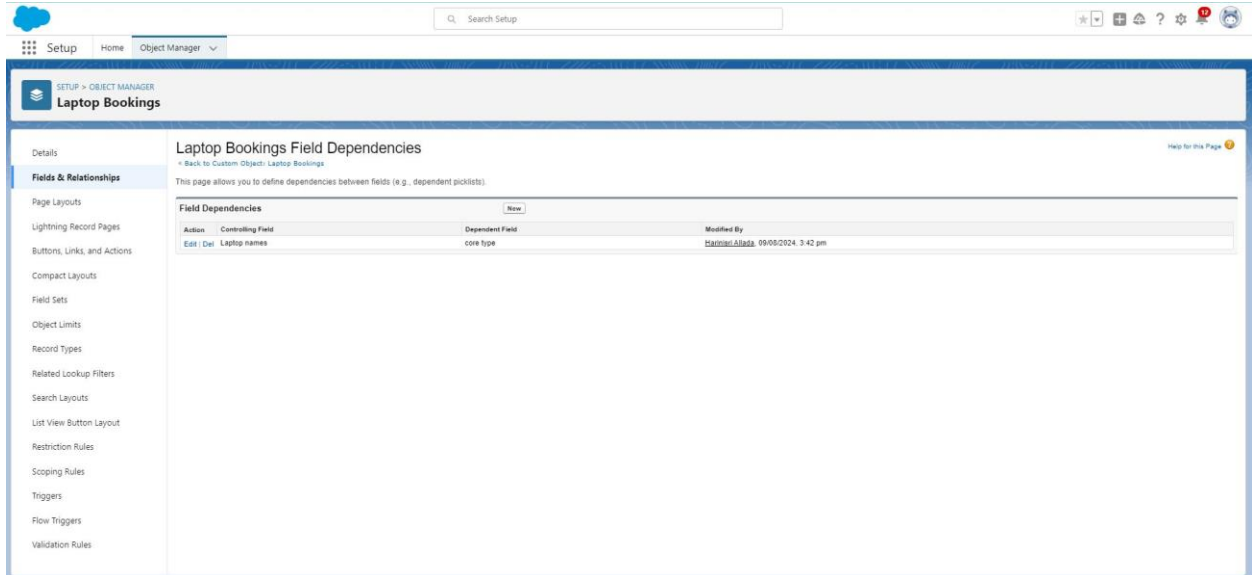 Search Setup
12
Setup Home Object Manager
SETUP > OBJECT MANAGER
Laptop Bookings
Details
Fields & Relationships
Page Layouts
Lightning Record Pages
Buttons, Links, and Actions
Compact Layouts
Field Sets
Object Limits
Record Types
Related Lookup Filters
Search Layouts
List View Button Layout
Restriction Rules
Scoping Rules
Triggers
Flow Triggers
Validation Rules
Laptop Bookings Field Dependencies
Help for this Page
« Back to Custom Object: Laptop Bookings
This page allows you to define dependencies between fields (e.g., dependent picklists).
Field Dependencies New
Action Controlling Field Dependent Field Modified By
Edit | Del Laptop names core type Harinisri Allada, 09/08/2024, 3:42 pm